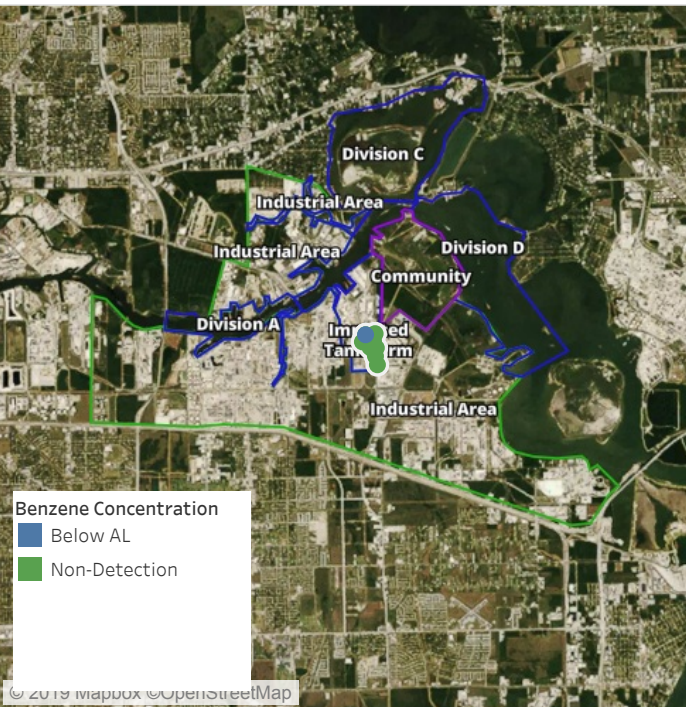 Division C
Industrial Area
Division D
Industrial Area
Community
Division A
Industrial Area
Benzene Concentration
Below AL
Non-Detection
© 2019 Mapbox ©OpenStreetMap